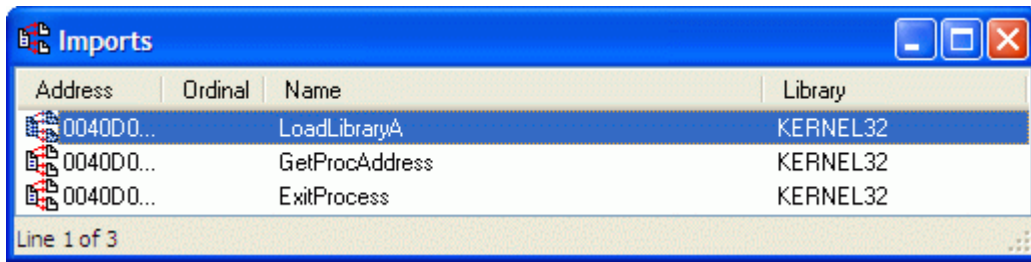 Imports
Address Ordinal Name Library
0040D0... LoadLibraryA KERNEL32
0040D0... GetProcAddress KERNEL32
0040D0... ExitProcess KERNEL32
Line 1 of 3